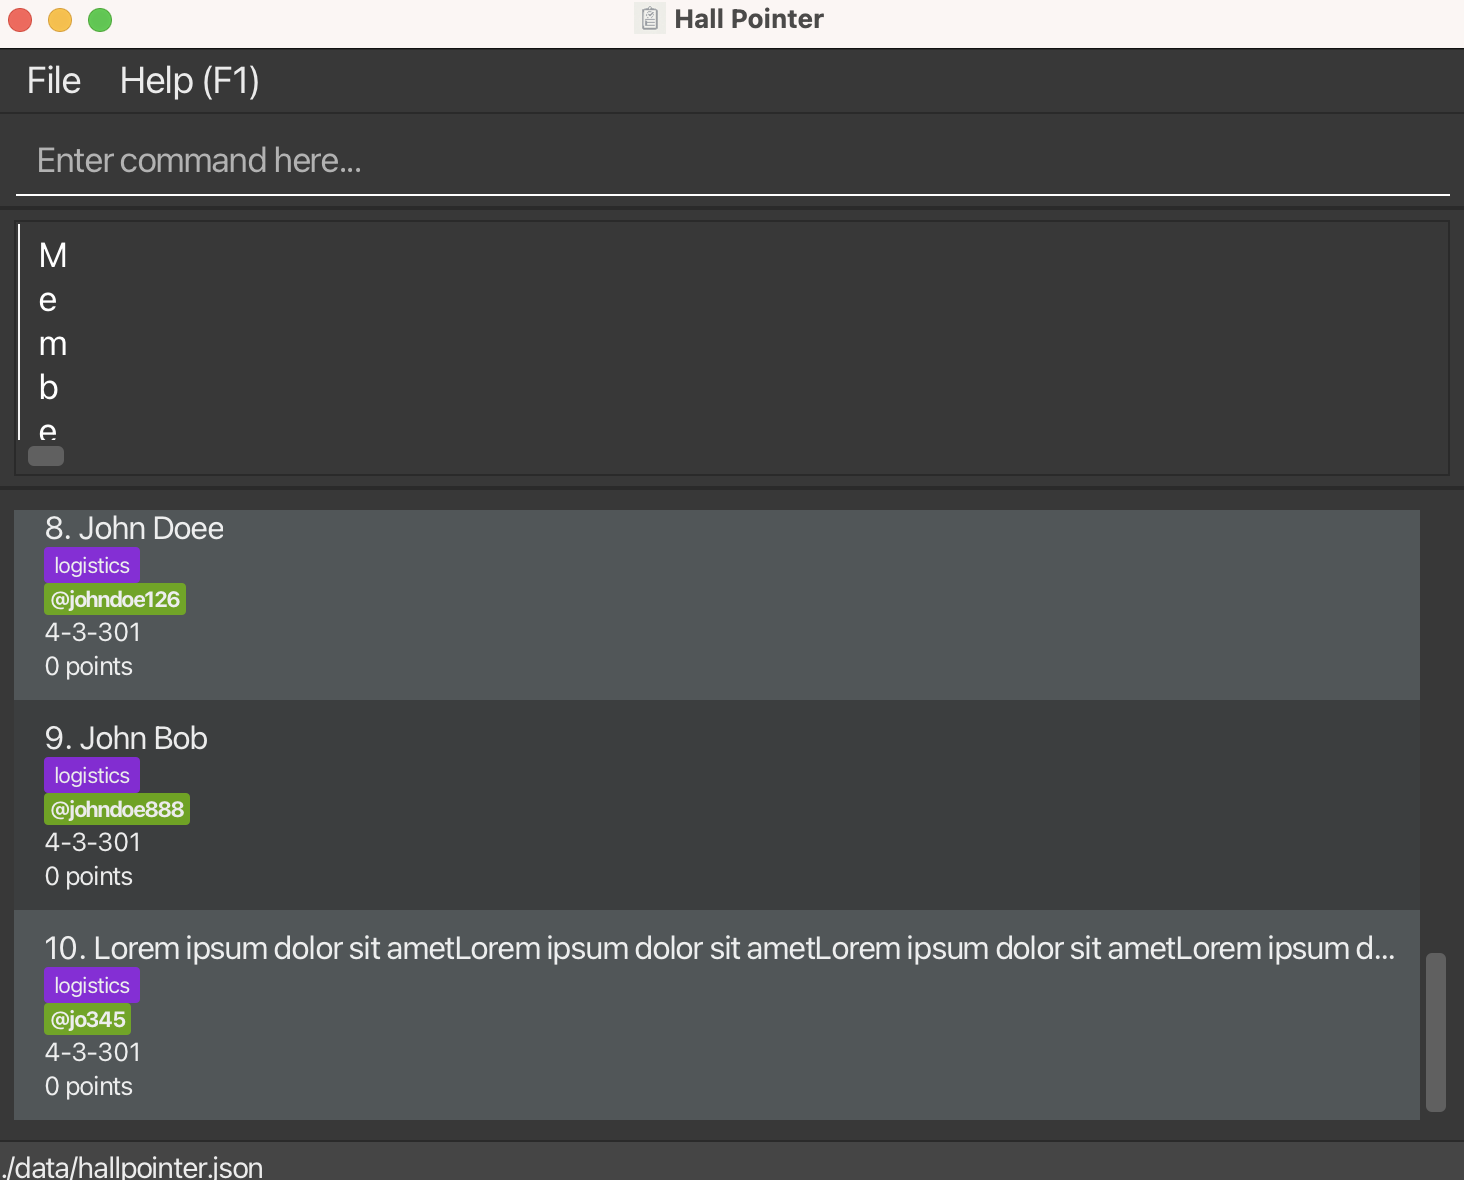 Hall Pointer
File Help (F1)
Enter command here...
M
e
m
b
e
8. John Doee
logistics
@johndoe126
4-3-301
0 points
9. John Bob
logistics
@johndoe888
4-3-301
0 points
10. Lorem ipsum dolor sit ametLorem ipsum dolor sit ametLorem ipsum dolor sit ametLorem ipsum d...
logistics
@jo345
4-3-301
0 points
./data/hallpointer.json